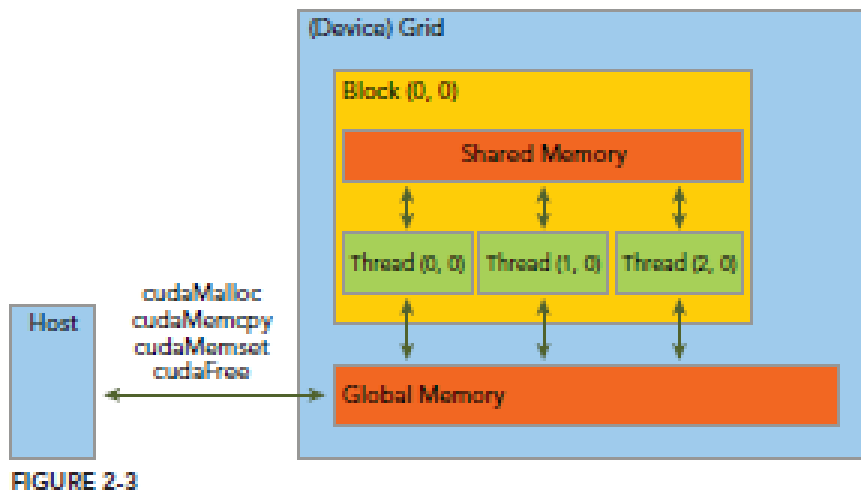 (Device) Grid
Block (0, 0)
Shared Memory
Thread (0, 0)
Thread (1, 0)
Thread (2, 0)
Host
cudaMalloc
cudaMemcpy
cudaMemset
cudaFree
Global Memory
FIGURE 2-3